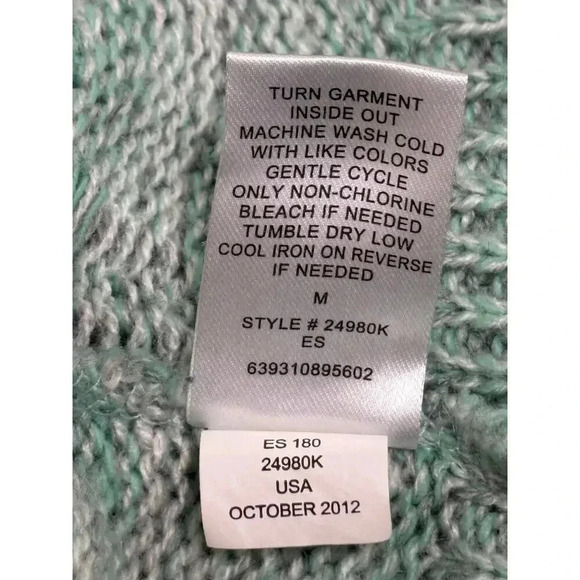 TURN GARMENT
INSIDE OUT
MACHINE WASH COLD
WITH LIKE COLORS
GENTLE CYCLE
ONLY NON-CHLORINE
BLEACH IF NEEDED
TUMBLE DRY LOW
COOL IRON ON REVERSE
IF NEEDED
M
STYLE # 24980K
ES
639310895602
ES 180
24980K
USA
OCTOBER 2012